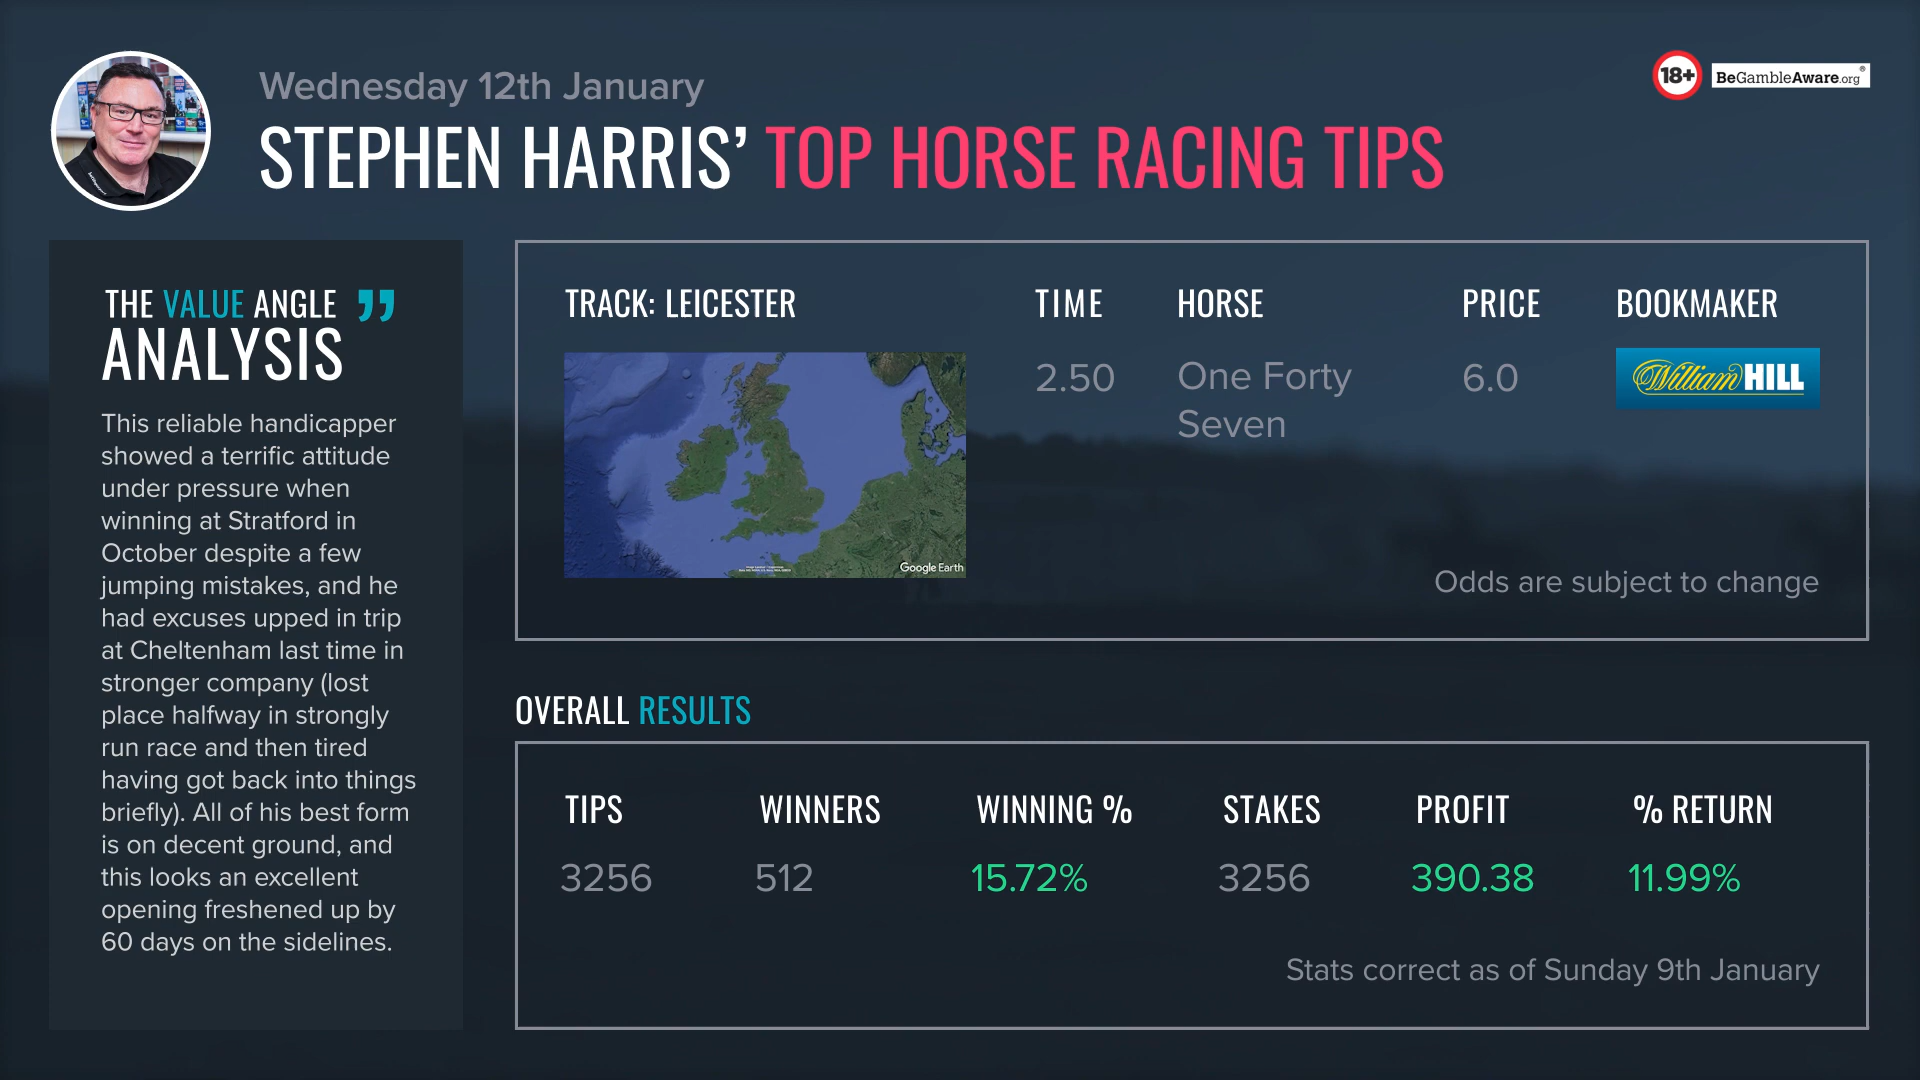 Wednesday 12th January
STEPHEN HARRIS’ TOP HORSE RACING TIPS
18+
BeGambleAware.org®
THE VALUE ANGLE ”
ANALYSIS
This reliable handicapper
showed a terrific attitude
under pressure when
winning at Stratford in
October despite a few
jumping mistakes, and he
had excuses upped in trip
at Cheltenham last time in
stronger company (lost
place halfway in strongly
run race and then tired
having got back into things
briefly). All of his best form
is on decent ground, and
this looks an excellent
opening freshened up by
60 days on the sidelines.
TRACK: LEICESTER
TIME HORSE PRICE BOOKMAKER
2.50 One Forty 6.0 William HILL
Seven
Google Earth
Odds are subject to change
OVERALL RESULTS
TIPS WINNERS WINNING % STAKES PROFIT % RETURN
3256 512 15.72% 3256 390.38 11.99%
Stats correct as of Sunday 9th January